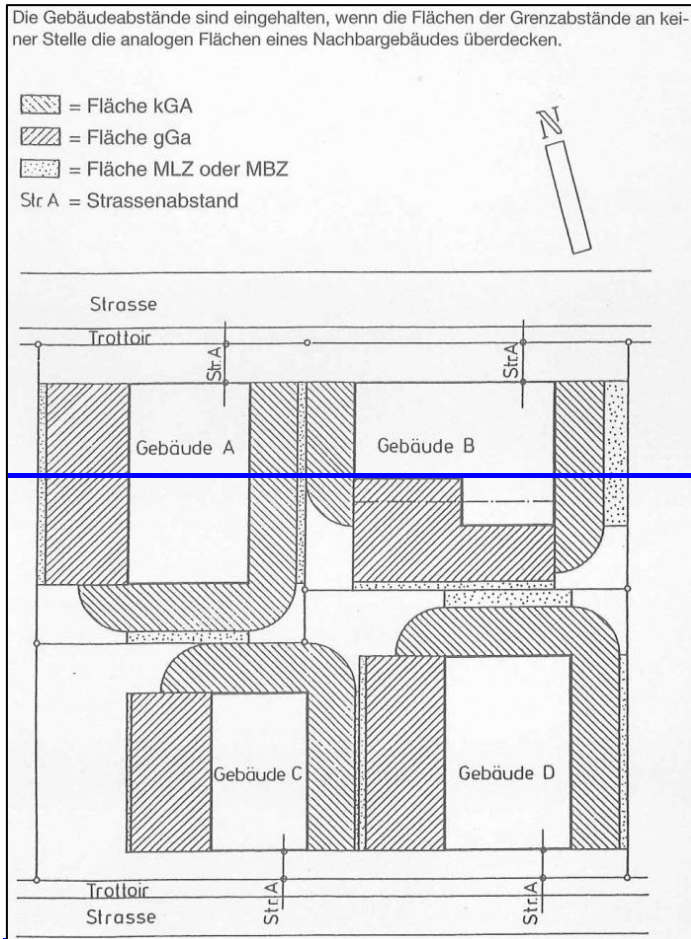 Die Gebäudeabstände sind eingehalten, wenn die Flächen der Grenzabstände an kei-
ner Stelle die analogen Flächen eines Nachbargebäudes überdecken.
= Fläche kGA
= Fläche gGa
= Fläche MLZ oder MBZ
Str. A = Strassenabstand
N
Strasse
Trottoir
Str.A
Str.A
Gebäude A
Gebäude B
Gebäude C
Gebäude D
Trottoir
Str.A
Str.A
Strasse